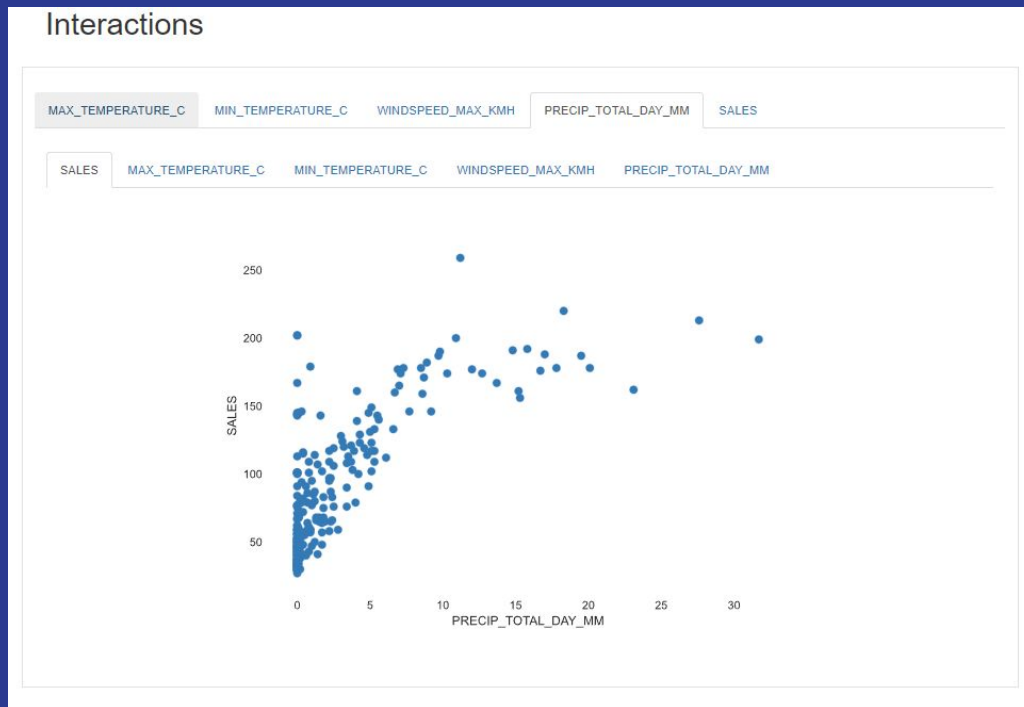 Interactions
MAX_TEMPERATURE_C MIN_TEMPERATURE_C WINDSPEED_MAX_KMH PRECIP_TOTAL_DAY_MM SALES
SALES MAX_TEMPERATURE_C MIN_TEMPERATURE_C WINDSPEED_MAX_KMH PRECIP_TOTAL_DAY_MM
250
200
150
SALES
100
50
0 5 10 15 20 25 30
PRECIP_TOTAL_DAY_MM